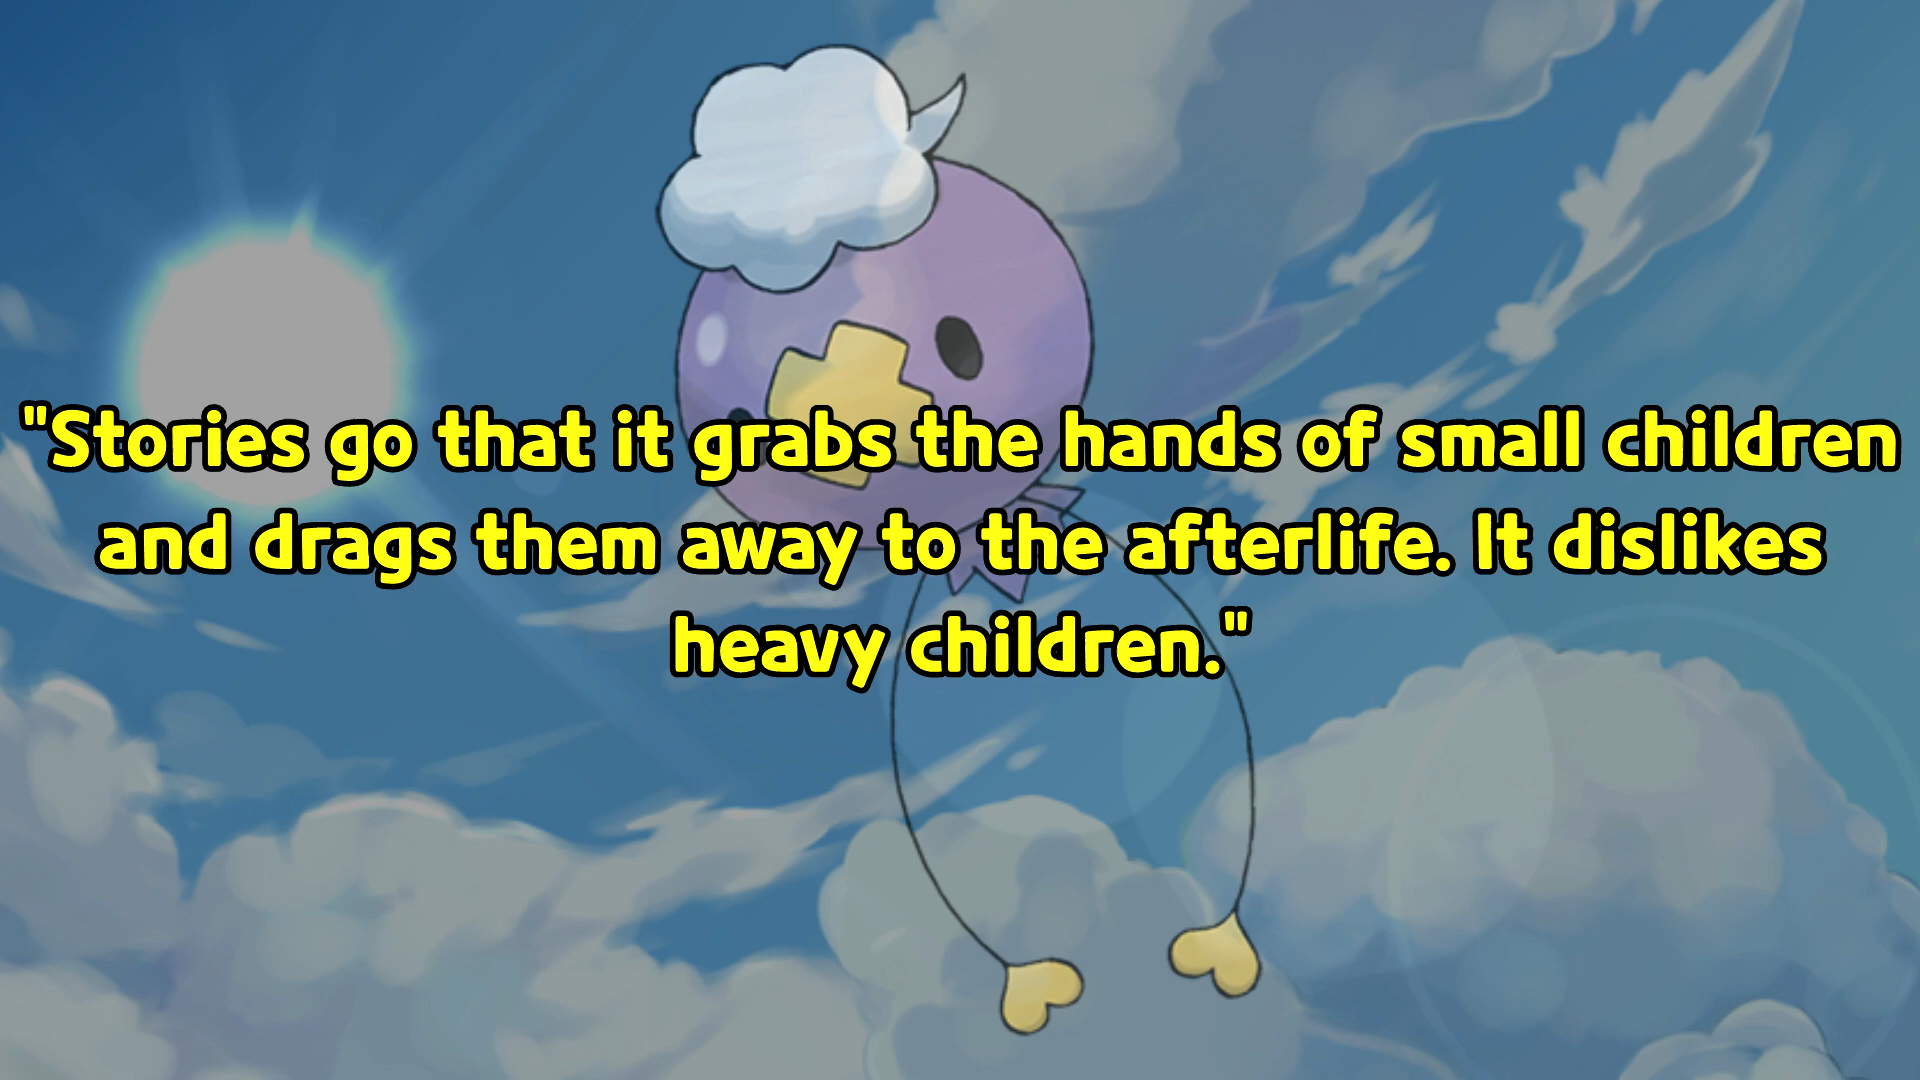 "Stories go that it grabs the hands of small children
and drags them away to the afterlife. It dislikes
heavy children."